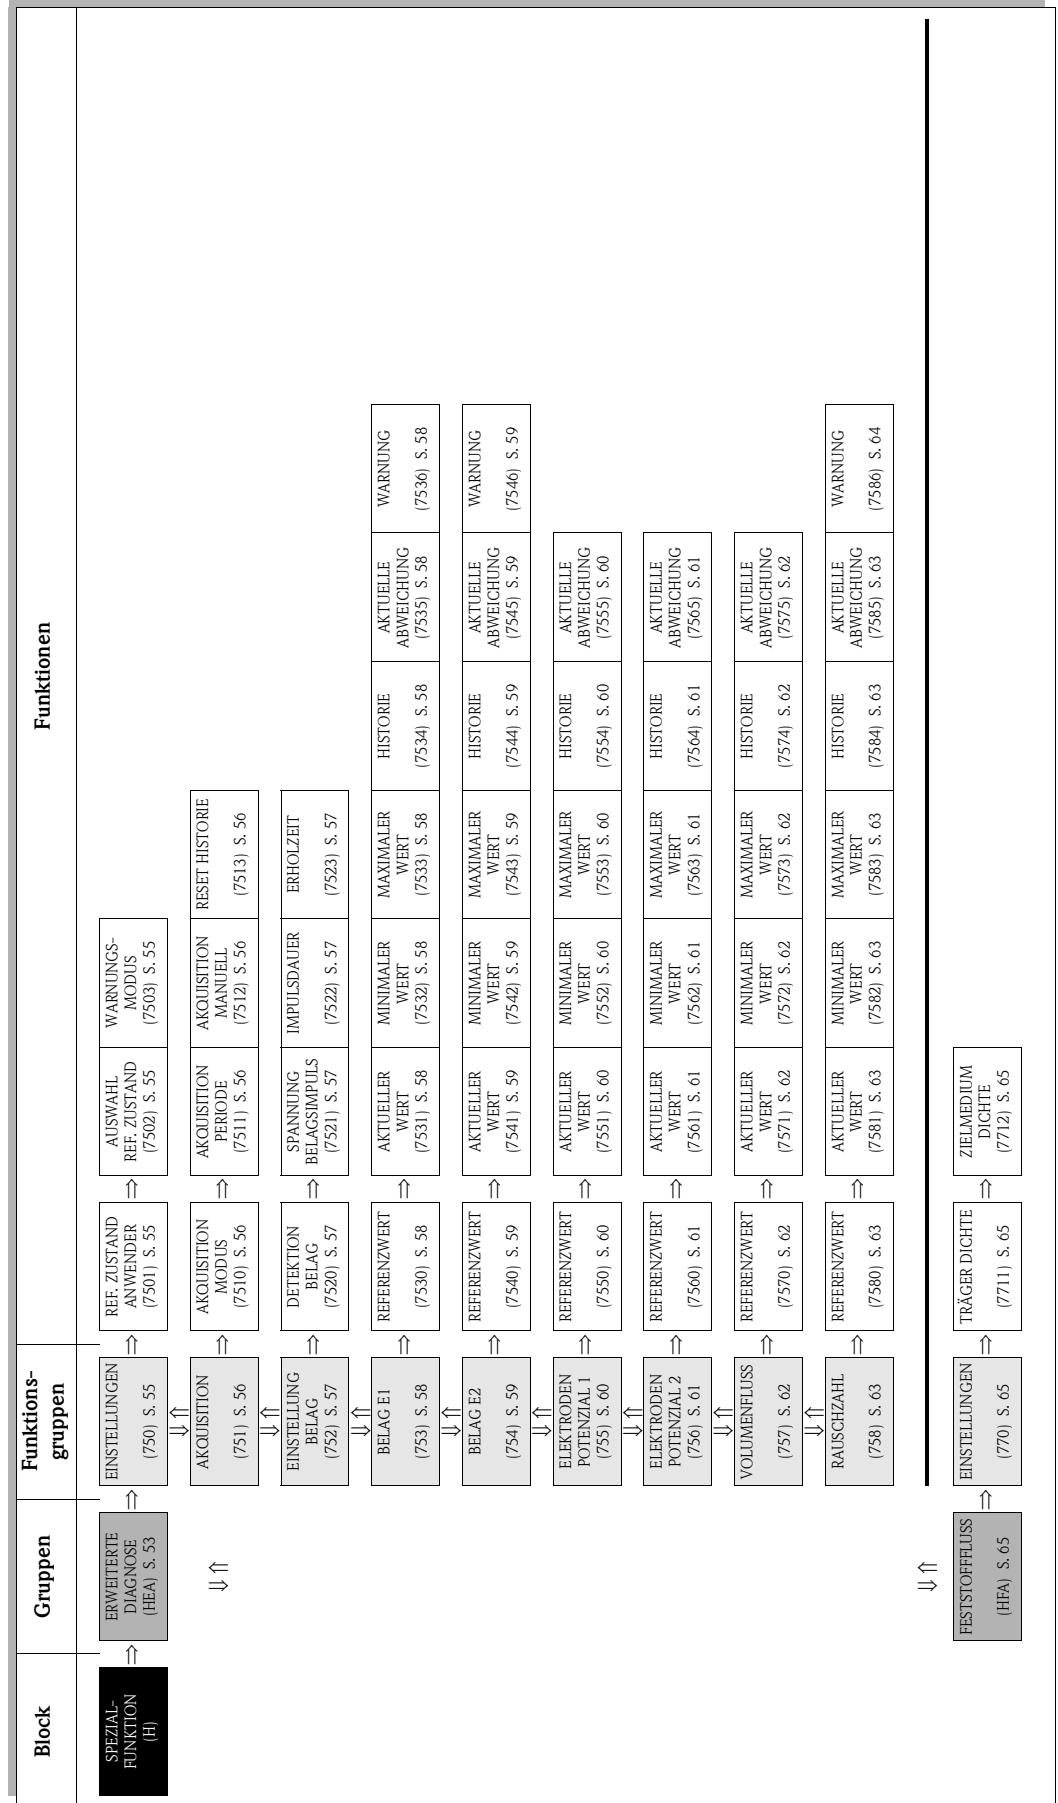 Block
Gruppen
Funktions-
gruppen
Funktionen
SPEZIAL-
FUNKTION
(H)
⇒
ERWEITERTE
DIAGNOSE
(HEA) S. 53
⇒
EINSTELLUNGEN
(750) S. 55
⇒
REF. ZUSTAND
ANWENDER
(7501) S. 55
⇒
AUSWAHL
REF. ZUSTAND
(7502) S. 55
WARNUNGS-
MODUS
(7503) S. 55
⇓⇑
⇓⇑
AKQUISITION
(751) S. 56
⇒
AKQUISITION
MODUS
(7510) S. 56
⇒
AKQUISITION
PERIODE
(7511) S. 56
AKQUISITION
MANUELL
(7512) S. 56
RESET HISTORIE
(7513) S. 56
⇓⇑
EINSTELLUNG
BELAG
(752) S. 57
⇒
DETEKTION
BELAG
(7520) S. 57
⇒
SPANNUNG
BELAGSIMPULS
(7521) S. 57
IMPULSDAUER
(7522) S. 57
ERHOLZEIT
(7523) S. 57
⇓⇑
BELAG E1
(753) S. 58
⇒
REFERENZWERT
(7530) S. 58
⇒
AKTUELLER
WERT
(7531) S. 58
MINIMALER
WERT
(7532) S. 58
MAXIMALER
WERT
(7533) S. 58
HISTORIE
(7534) S. 58
AKTUELLE
ABWEICHUNG
(7535) S. 58
WARNUNG
(7536) S. 58
⇓⇑
BELAG E2
(754) S. 59
⇒
REFERENZWERT
(7540) S. 59
⇒
AKTUELLER
WERT
(7541) S. 59
MINIMALER
WERT
(7542) S. 59
MAXIMALER
WERT
(7543) S. 59
HISTORIE
(7544) S. 59
AKTUELLE
ABWEICHUNG
(7545) S. 59
WARNUNG
(7546) S. 59
⇓⇑
ELEKTRODEN
POTENZIAL 1
(755) S. 60
⇒
REFERENZWERT
(7550) S. 60
⇒
AKTUELLER
WERT
(7551) S. 60
MINIMALER
WERT
(7552) S. 60
MAXIMALER
WERT
(7553) S. 60
HISTORIE
(7554) S. 60
AKTUELLE
ABWEICHUNG
(7555) S. 60
⇓⇑
ELEKTRODEN
POTENZIAL 2
(756) S. 61
⇒
REFERENZWERT
(7560) S. 61
⇒
AKTUELLER
WERT
(7561) S. 61
MINIMALER
WERT
(7562) S. 61
MAXIMALER
WERT
(7563) S. 61
HISTORIE
(7564) S. 61
AKTUELLE
ABWEICHUNG
(7565) S. 61
⇓⇑
VOLUMENFLUSS
(757) S. 62
⇒
REFERENZWERT
(7570) S. 62
⇒
AKTUELLER
WERT
(7571) S. 62
MINIMALER
WERT
(7572) S. 62
MAXIMALER
WERT
(7573) S. 62
HISTORIE
(7574) S. 62
AKTUELLE
ABWEICHUNG
(7575) S. 62
⇓⇑
RAUSCHZAHL
(758) S. 63
⇒
REFERENZWERT
(7580) S. 63
⇒
AKTUELLER
WERT
(7581) S. 63
MINIMALER
WERT
(7582) S. 63
MAXIMALER
WERT
(7583) S. 63
HISTORIE
(7584) S. 63
AKTUELLE
ABWEICHUNG
(7585) S. 63
WARNUNG
(7586) S. 64
⇓⇑
FESTSTOFFFLUSS
(HFA) S. 65
⇒
EINSTELLUNGEN
(770) S. 65
⇒
TRÄGER DICHTE
(7711) S. 65
⇒
ZIELMEDIUM
DICHTE
(7712) S. 65